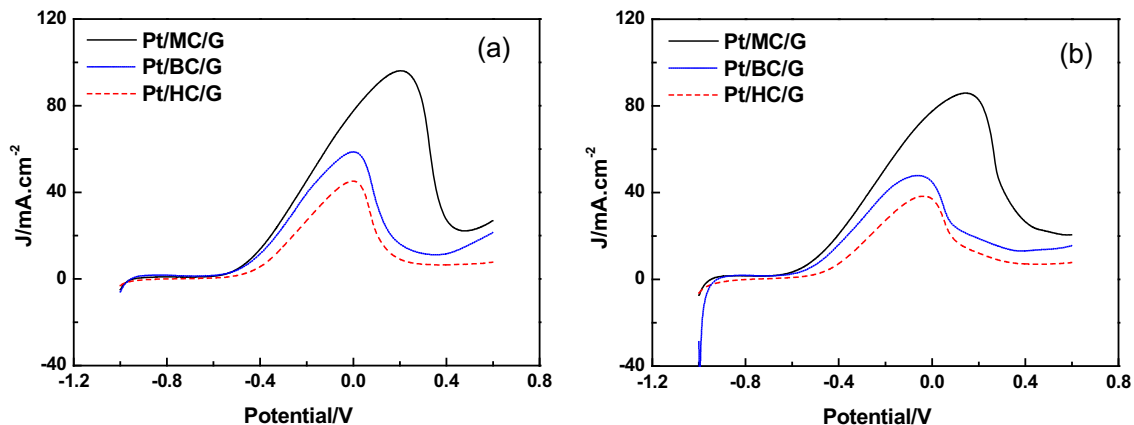 120
80
40
0
-40
-1.2
-0.8
-0.4
0.0
0.4
0.8
J/mA.cm⁻²
Potential/V
Pt/MC/G
Pt/BC/G
Pt/HC/G
(a)
120
80
40
0
-40
-1.2
-0.8
-0.4
0.0
0.4
0.8
J/mA.cm⁻²
Potential/V
Pt/MC/G
Pt/BC/G
Pt/HC/G
(b)